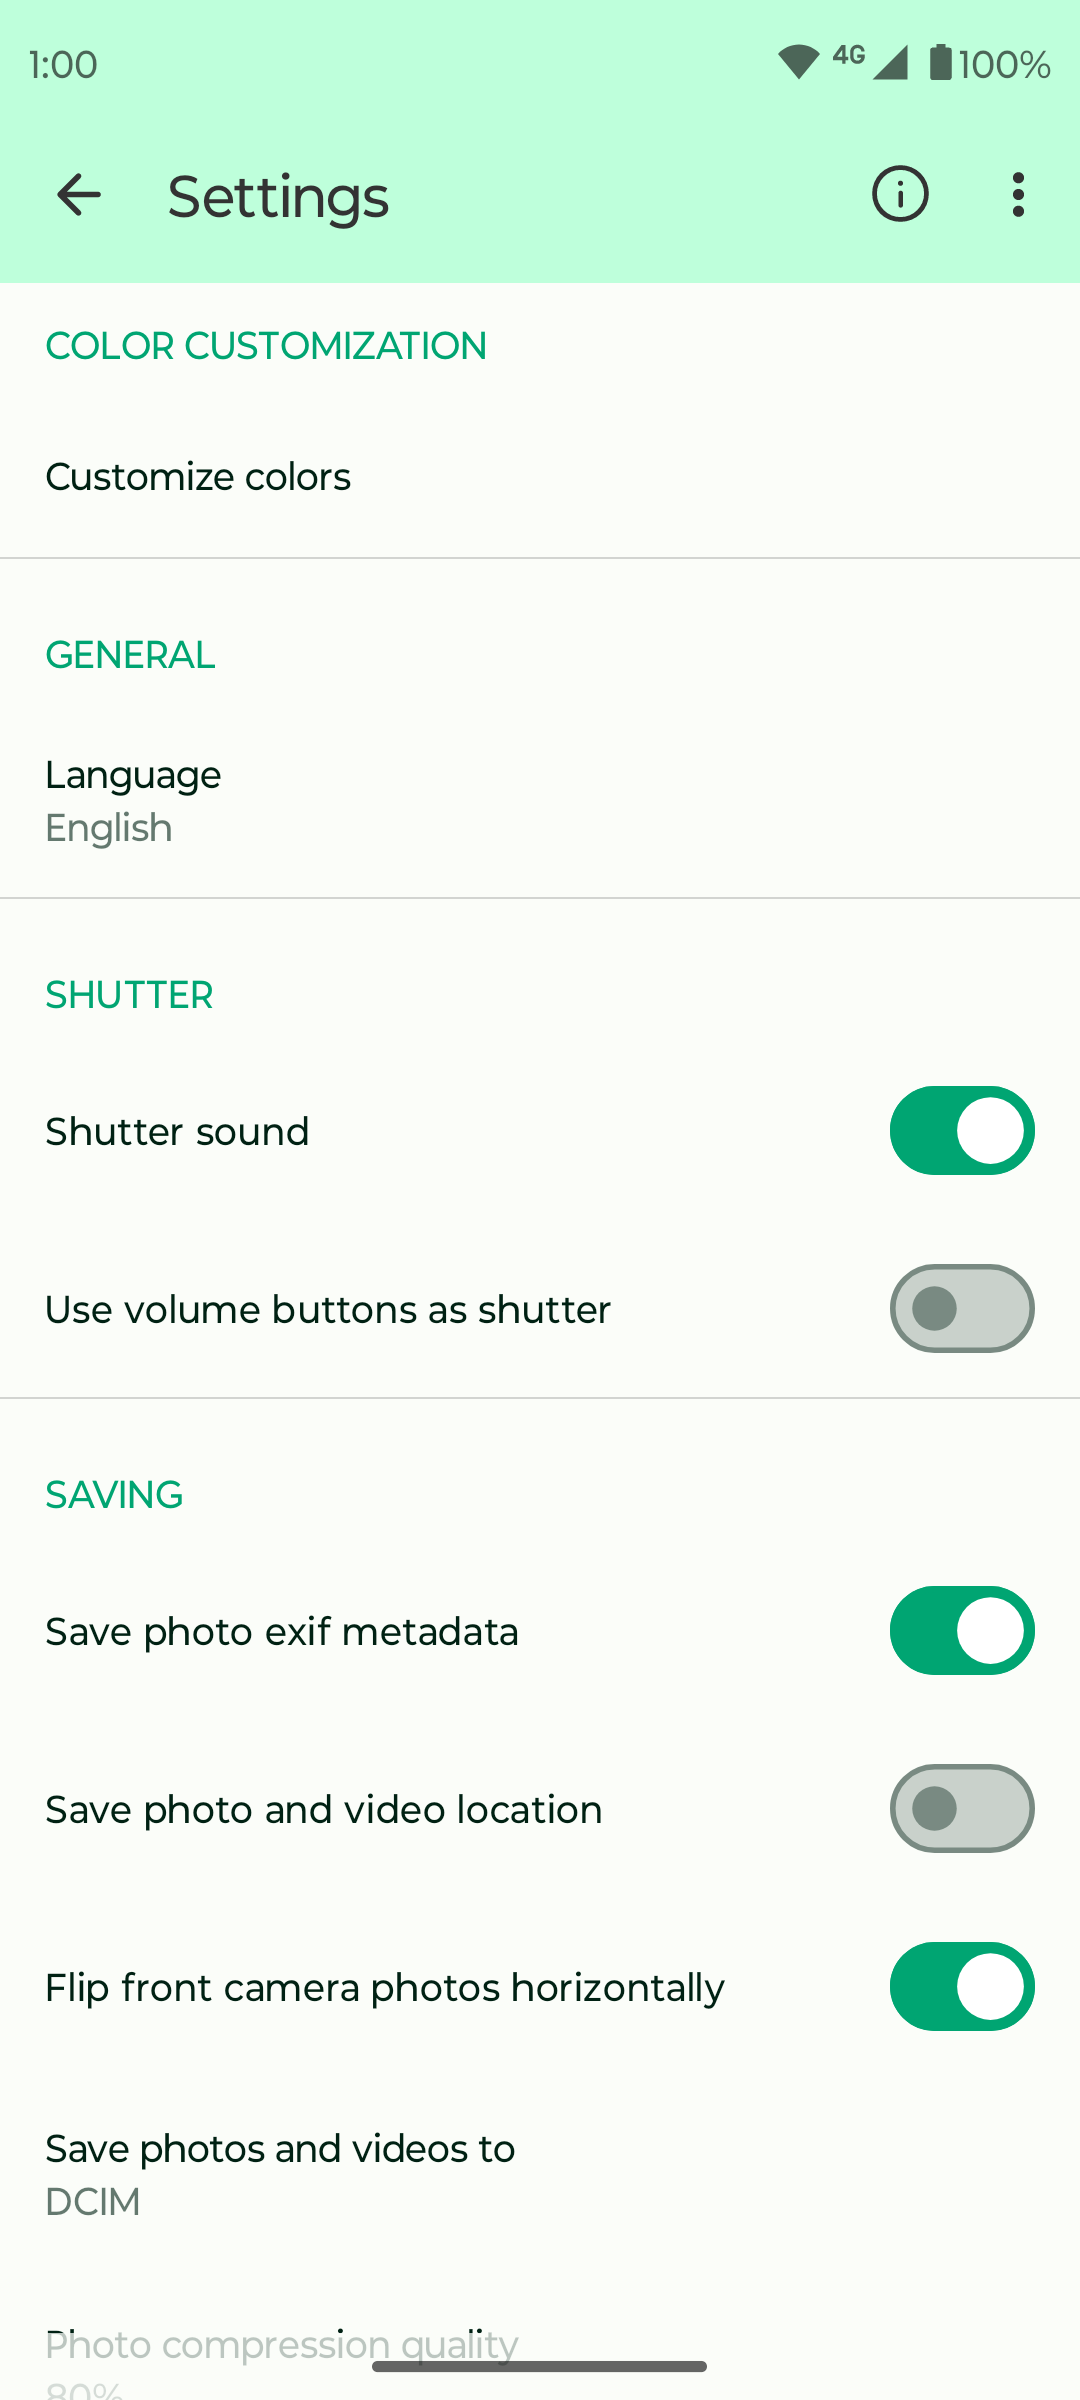 1:00
4G
100%
Settings
COLOR CUSTOMIZATION
Customize colors
GENERAL
Language
English
SHUTTER
Shutter sound
Use volume buttons as shutter
SAVING
Save photo exif metadata
Save photo and video location
Flip front camera photos horizontally
Save photos and videos to
DCIM
Photo compression quality
80%